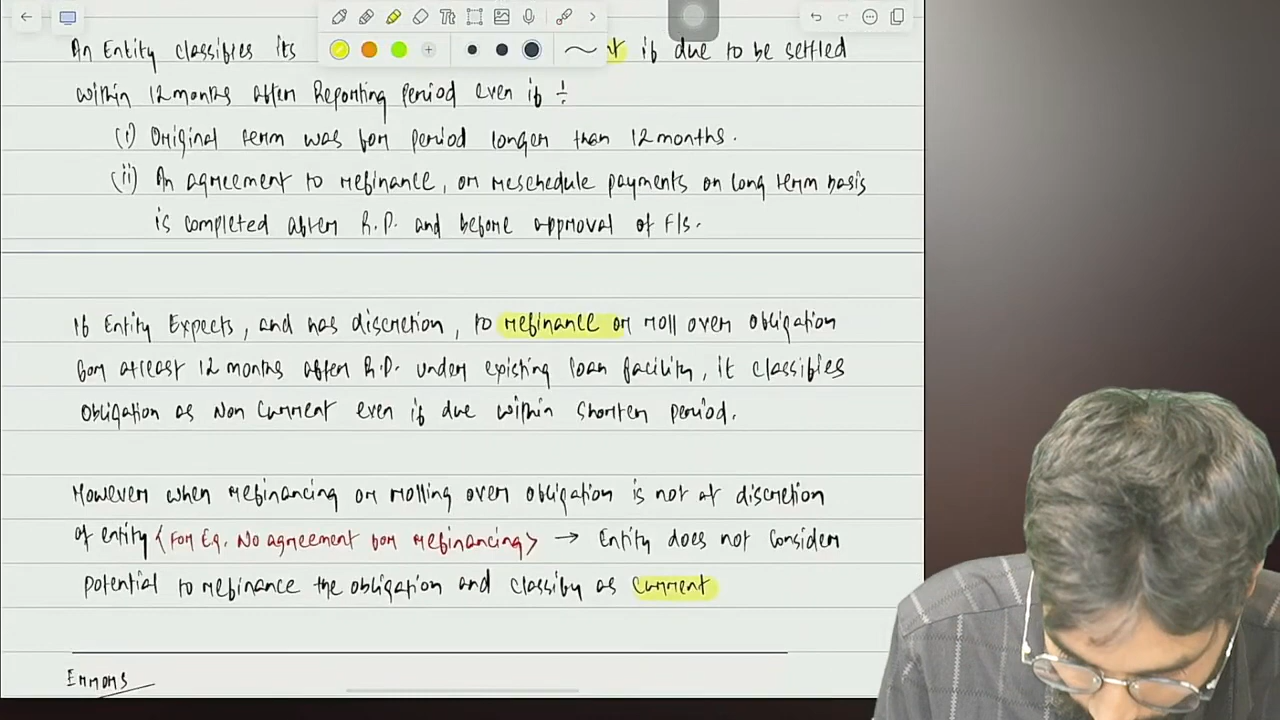 An Entity classifies its
t if due to be settled
within 12 months after Reporting period even if ÷
(i) Original term was for period longer than 12 months.
(ii) An agreement to refinance, or reschedule payments on long term basis
is completed after R.P. and before approval of F/s.
If Entity Expects, and has discretion, to refinance or roll over obligation
for atleast 12 months after R.P. under existing loan facility, it classifies
obligation as Non Current even if due within shorter period.
However when refinancing or rolling over obligation is not at discretion
of entity (For Eg. No agreement for refinancing) → Entity does not consider
potential to refinance the obligation and classify as current
Errors